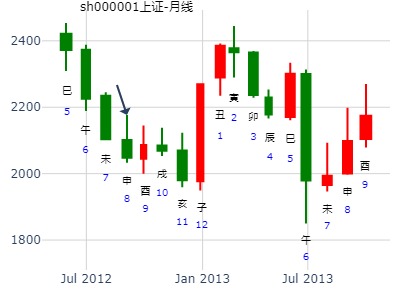 sh000001上证-月线
2400
2200
2000
1800
巳
5
午
6
未
7
申
8
酉
9
戌
10
亥
11
子
12
丑
1
寅
2
卯
3
辰
4
巳
5
午
6
未
7
申
8
酉
9
Jul 2012
Jan 2013
Jul 2013